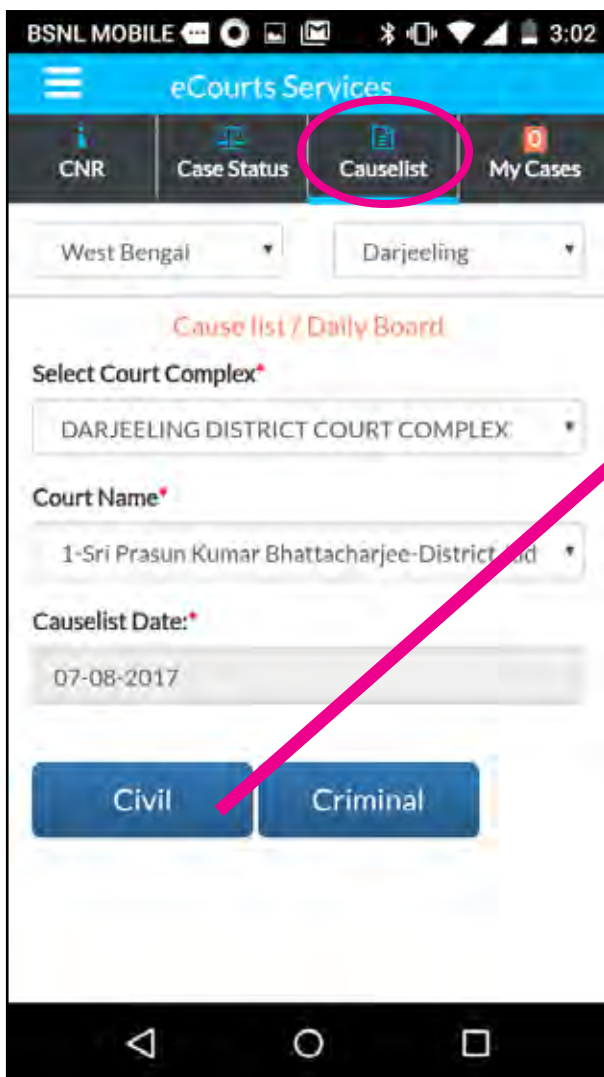 BSNL MOBILE 3:02
eCourts Services
CNR Case Status Causelist 0 My Cases
West Bengal Darjeeling
Cause list / Daily Board
Select Court Complex*
DARJEELING DISTRICT COURT COMPLEX
Court Name*
1-Sri Prasun Kumar Bhattacharjee-District
Causelist Date:*
07-08-2017
Civil Criminal